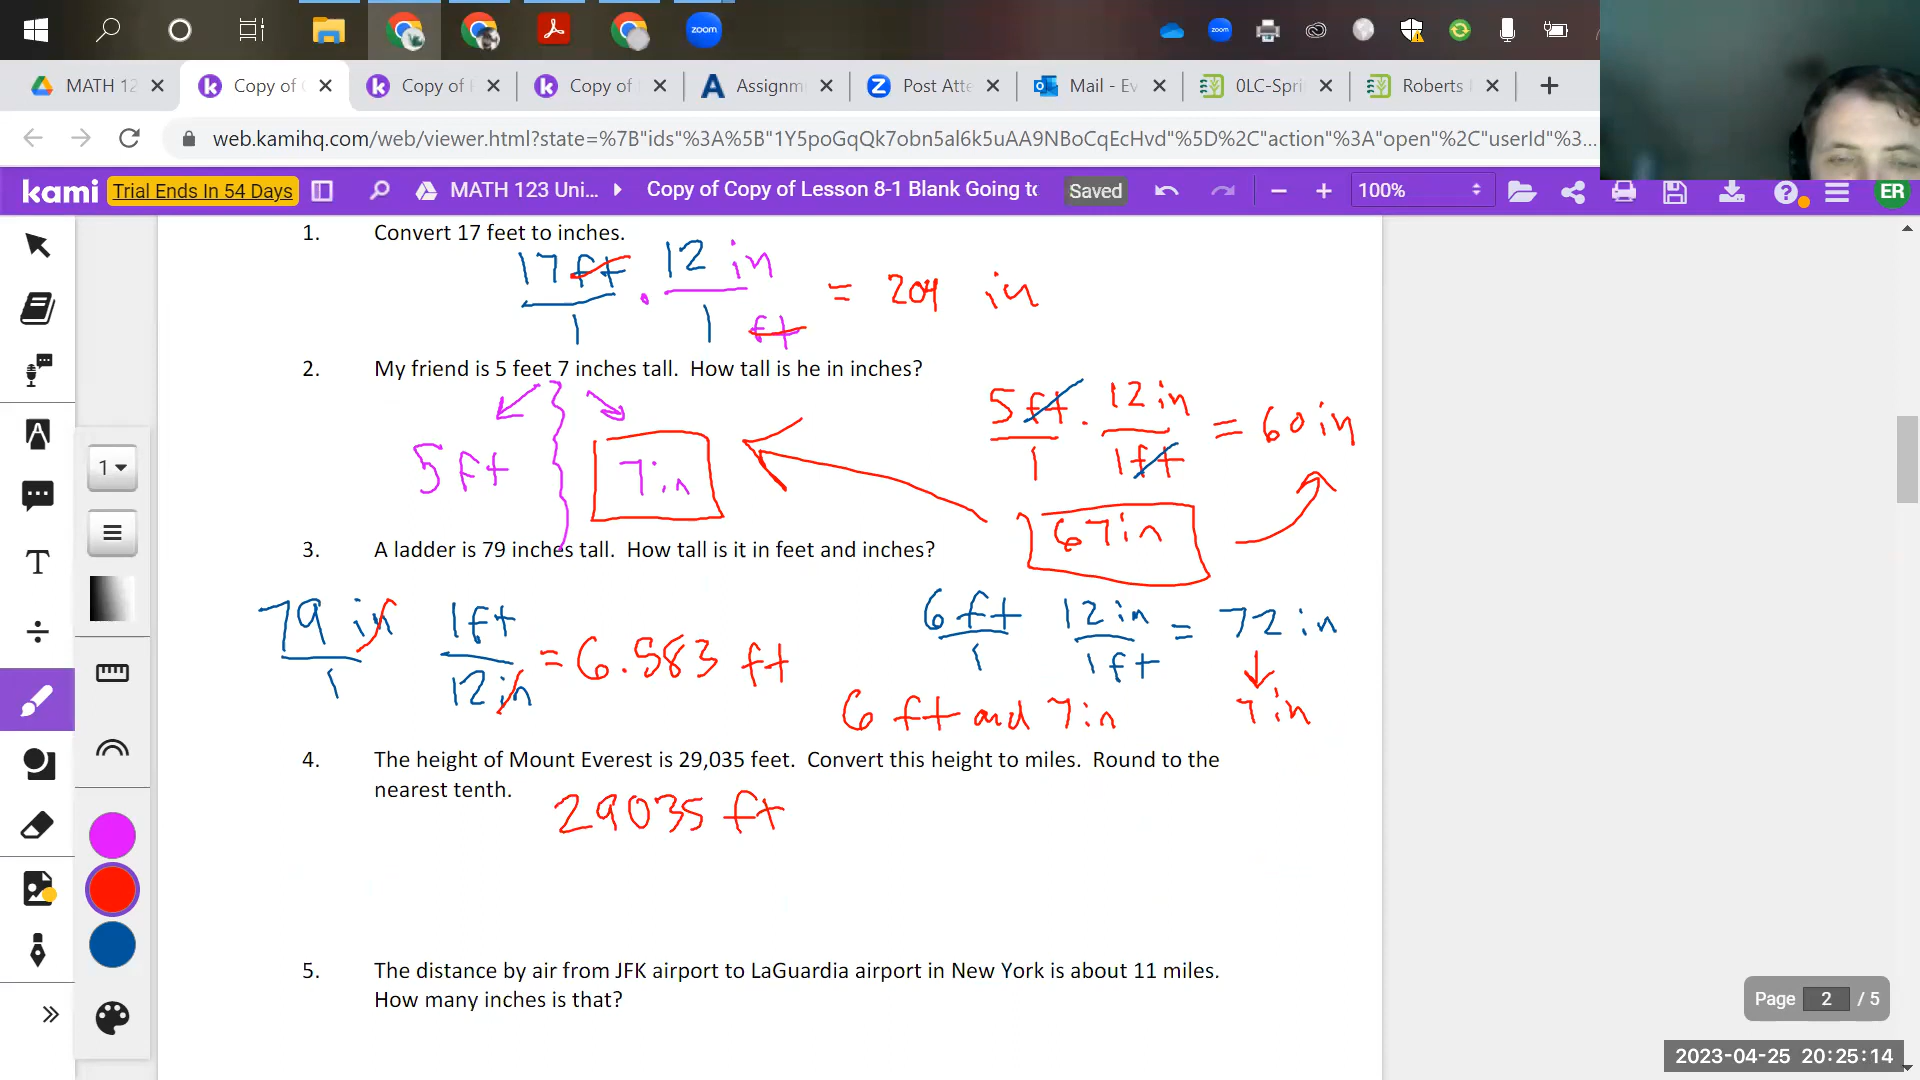 zoom
MATH 12
Copy of
Copy of
Copy of
Assignm
Post Atte
Mail - Ev
0LC-Spri
Roberts
web.kamihq.com/web/viewer.html?state=%7B"ids"%3A%5B"1Y5poGqQk7obn5al6k5uAA9NBoCqEcHvd"%5D%2C"action"%3A"open"%2C"userId"%3...
kami
Trial Ends In 54 Days
MATH 123 Uni...
Copy of Copy of Lesson 8-1 Blank Going to
Saved
100%
ER
1. Convert 17 feet to inches.
17 ft/1 · 12 in/1 ft = 204 in
2. My friend is 5 feet 7 inches tall. How tall is he in inches?
5 ft
7 in
5 ft/1 · 12 in/1 ft = 60 in
67 in
3. A ladder is 79 inches tall. How tall is it in feet and inches?
79 in/1 1 ft/12 in = 6.583 ft
6 ft/1 12 in/1 ft = 72 in
6 ft and 7 in
7 in
4. The height of Mount Everest is 29,035 feet. Convert this height to miles. Round to the
nearest tenth.
29035 ft
5. The distance by air from JFK airport to LaGuardia airport in New York is about 11 miles.
How many inches is that?
1
Page 2 / 5
2023-04-25 20:25:14